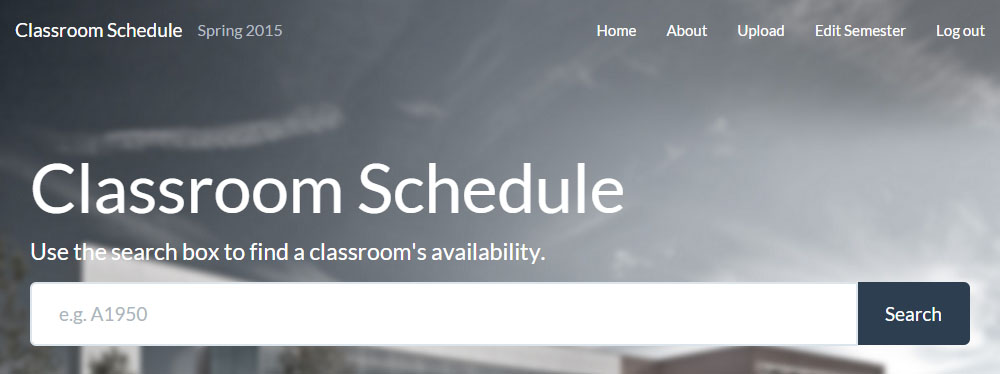 Classroom Schedule Spring 2015 Home About Upload Edit Semester Log out
Classroom Schedule
Use the search box to find a classroom's availability.
e.g. A1950 Search